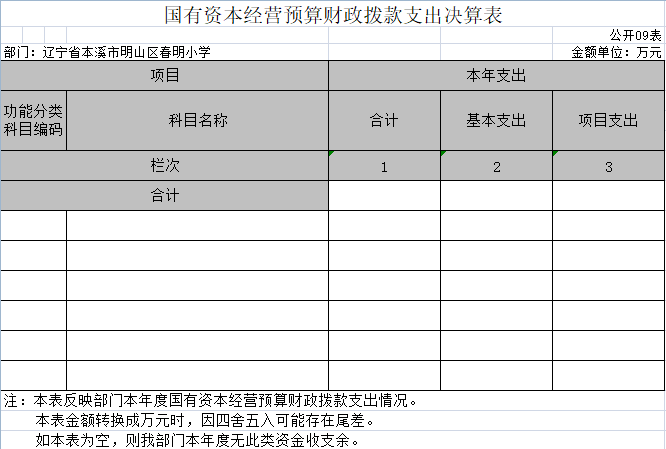 国有资本经营预算财政拨款支出决算表
公开09表
部门：辽宁省本溪市明山区春明小学 金额单位：万元
项目 本年支出
功能分类科目编码 科目名称 合计 基本支出 项目支出
栏次 1 2 3
合计
注：本表反映部门本年度国有资本经营预算财政拨款支出情况。
本表金额转换成万元时，因四舍五入可能存在尾差。
如本表为空，则我部门本年度无此类资金收支余。